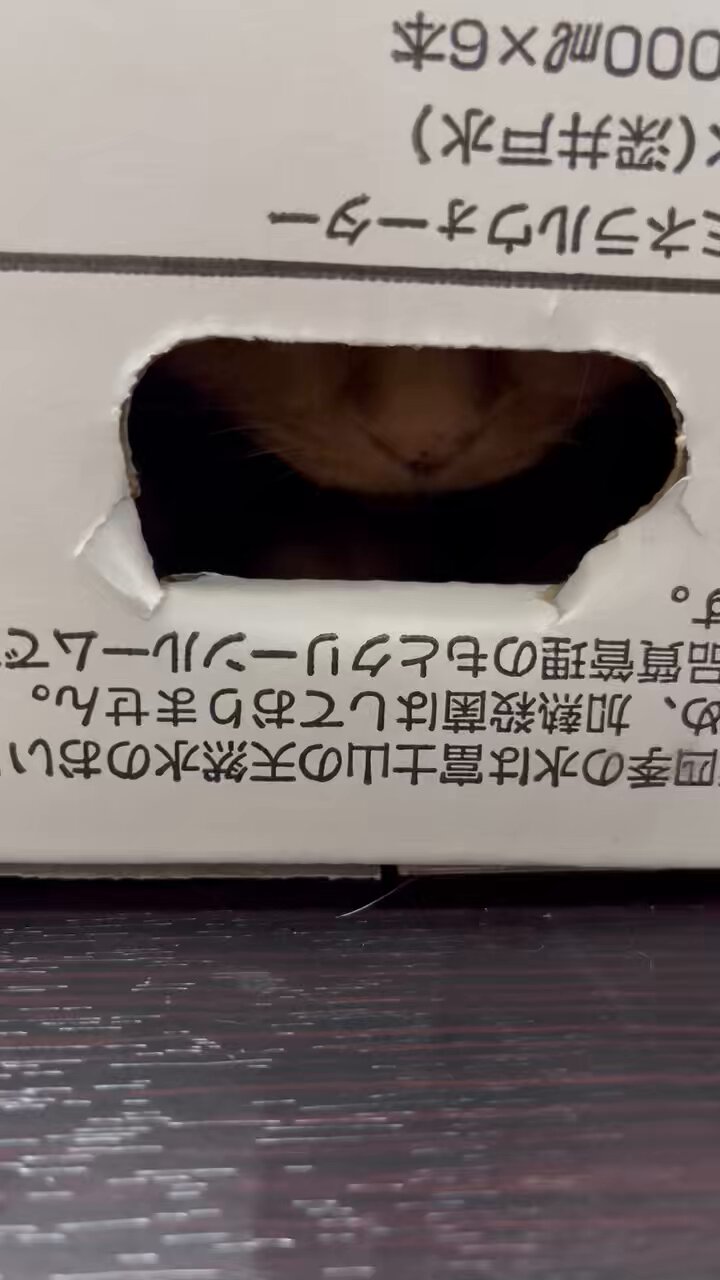 四季の水は富士山の天然水のおい
め、加熱殺菌はしておりません。
品質管理のもとクリーンルームで
す。
ミネラルウォーター
(深井戸水)
000㎖×6本